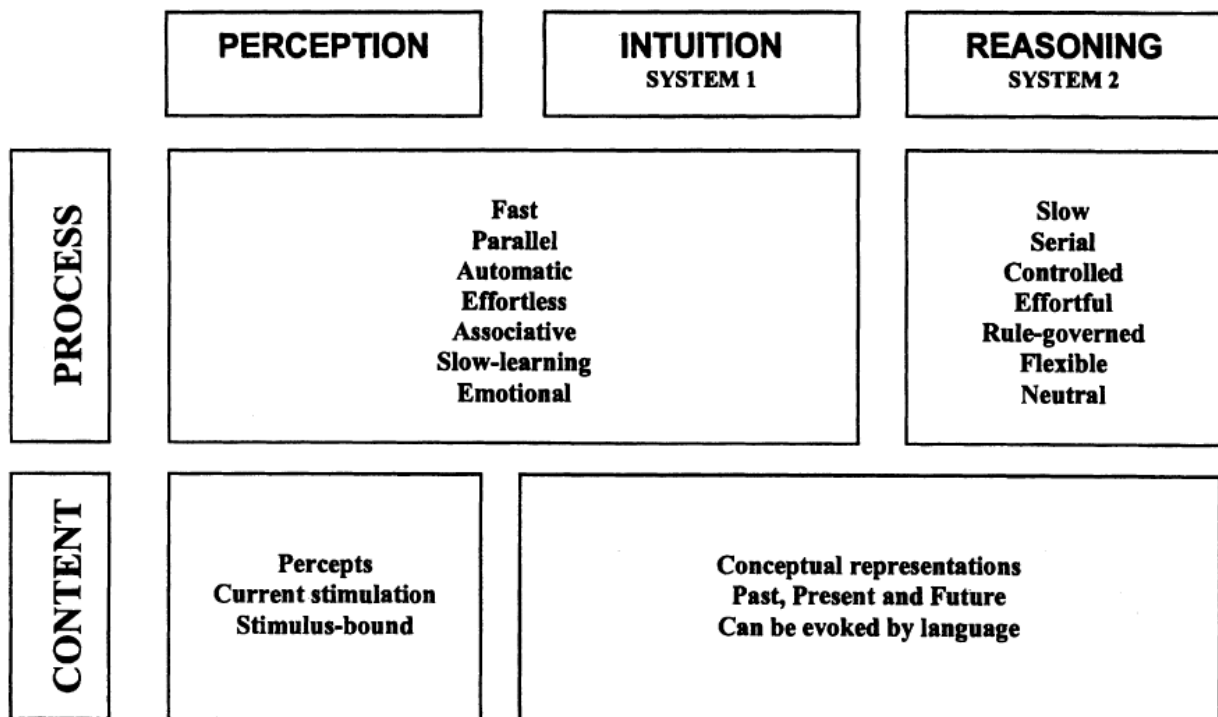 PERCEPTION
INTUITION
SYSTEM 1
REASONING
SYSTEM 2
PROCESS
Fast
Parallel
Automatic
Effortless
Associative
Slow-learning
Emotional
Slow
Serial
Controlled
Effortful
Rule-governed
Flexible
Neutral
CONTENT
Percepts
Current stimulation
Stimulus-bound
Conceptual representations
Past, Present and Future
Can be evoked by language